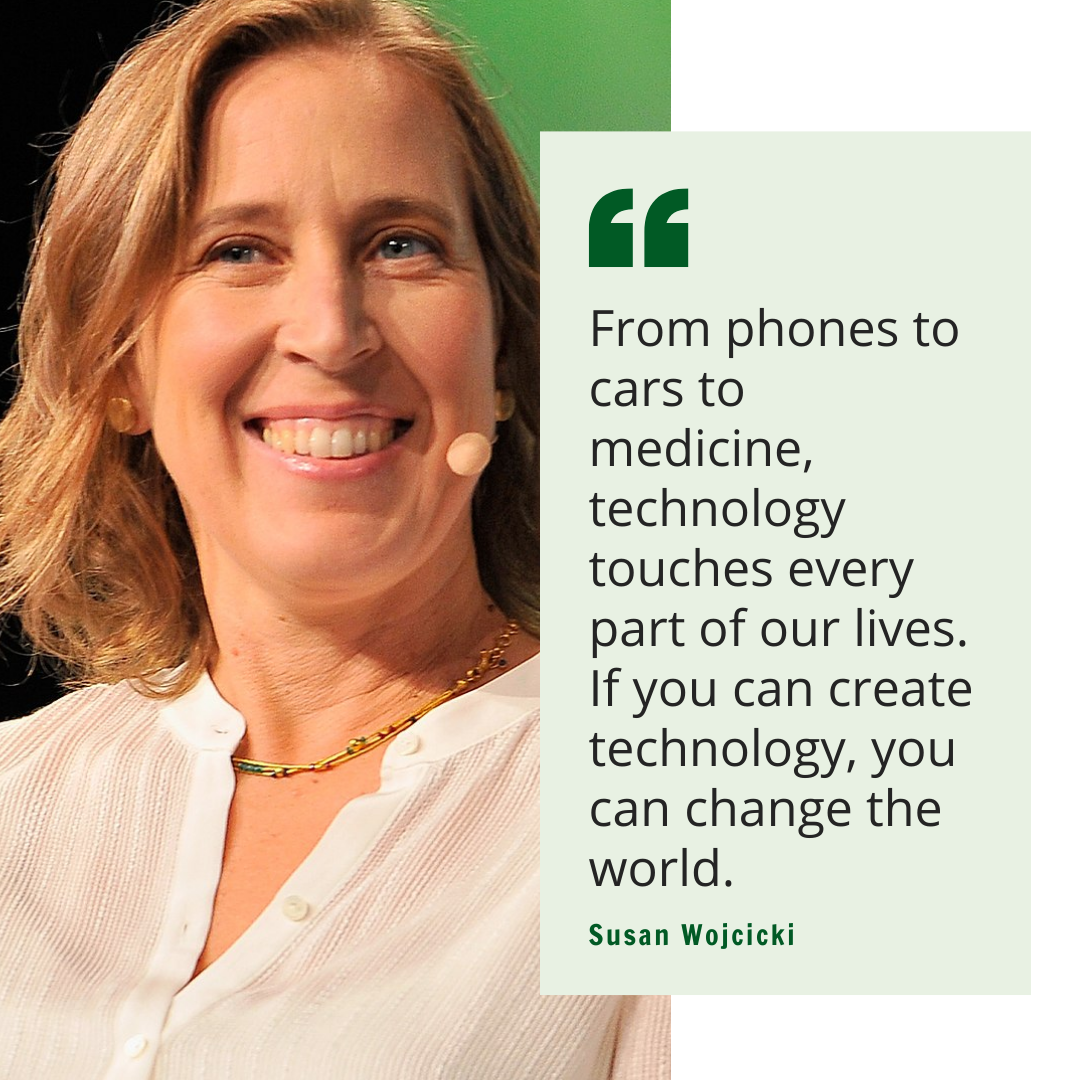 “
From phones to
cars to
medicine,
technology
touches every
part of our lives.
If you can create
technology, you
can change the
world.
Susan Wojcicki